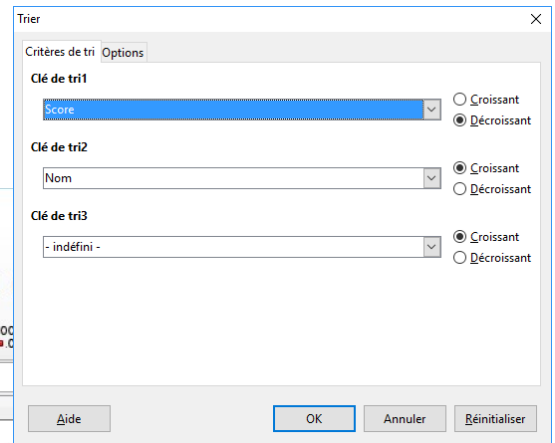 Trier
Critères de tri Options
Clé de tri1
Score
Croissant
Décroissant
Clé de tri2
Nom
Croissant
Décroissant
Clé de tri3
- indéfini -
Croissant
Décroissant
Aide OK Annuler Réinitialiser